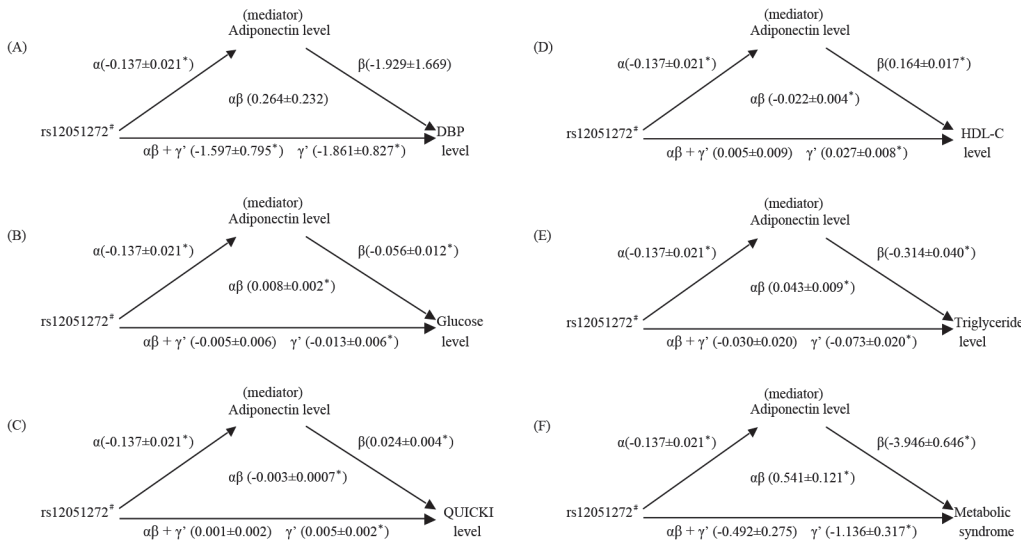 (A)
(mediator)
Adiponectin level
α(-0.137±0.021*)
β(-1.929±1.669)
αβ (0.264±0.232)
rs12051272#
DBP
level
αβ + γ’ (-1.597±0.795*) γ’ (-1.861±0.827*)
(B)
(mediator)
Adiponectin level
α(-0.137±0.021*)
β(-0.056±0.012*)
αβ (0.008±0.002*)
rs12051272#
Glucose
level
αβ + γ’ (-0.005±0.006) γ’ (-0.013±0.006*)
(C)
(mediator)
Adiponectin level
α(-0.137±0.021*)
β(0.024±0.004*)
αβ (-0.003±0.0007*)
rs12051272#
QUICKI
level
αβ + γ’ (0.001±0.002) γ’ (0.005±0.002*)
(D)
(mediator)
Adiponectin level
α(-0.137±0.021*)
β(0.164±0.017*)
αβ (-0.022±0.004*)
rs12051272#
HDL-C
level
αβ + γ’ (0.005±0.009) γ’ (0.027±0.008*)
(E)
(mediator)
Adiponectin level
α(-0.137±0.021*)
β(-0.314±0.040*)
αβ (0.043±0.009*)
rs12051272#
Triglyceride
level
αβ + γ’ (-0.030±0.020) γ’ (-0.073±0.020*)
(F)
(mediator)
Adiponectin level
α(-0.137±0.021*)
β(-3.946±0.646*)
αβ (0.541±0.121*)
rs12051272#
Metabolic
syndrome
αβ + γ’ (-0.492±0.275) γ’ (-1.136±0.317*)